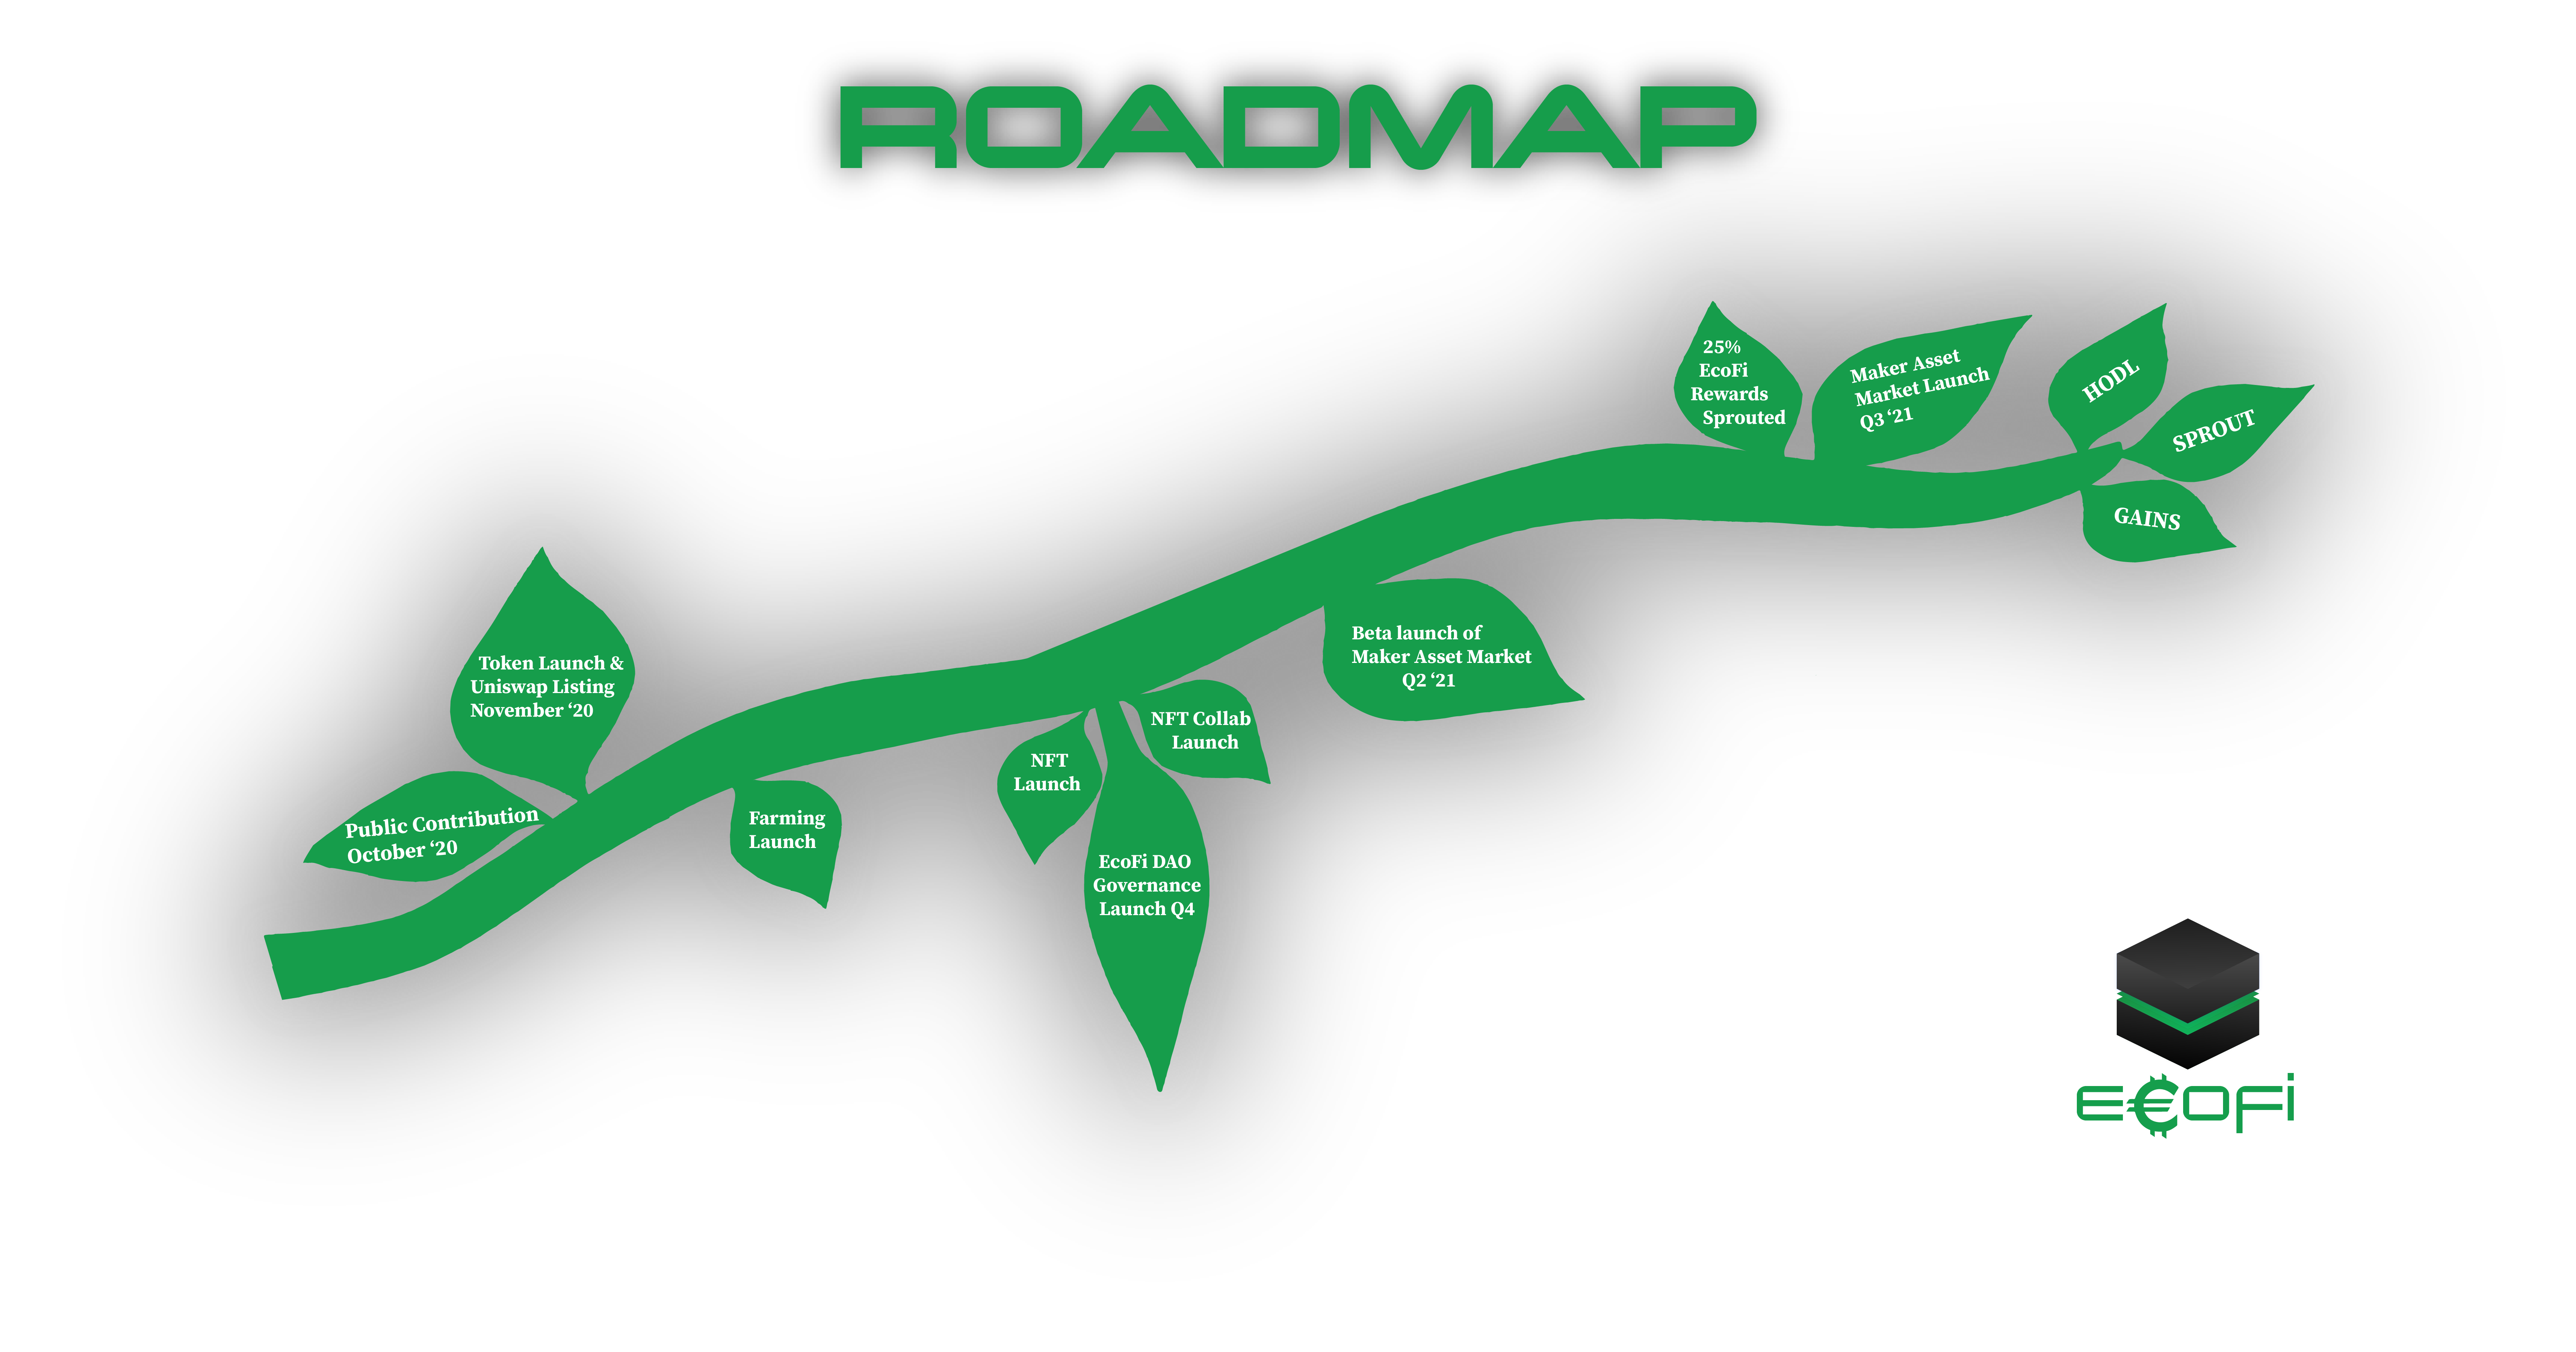 ROADMAP
Public Contribution
October ‘20
Token Launch &
Uniswap Listing
November ‘20
Farming
Launch
NFT
Launch
EcoFi DAO
Governance
Launch Q4
NFT Collab
Launch
Beta launch of
Maker Asset Market
Q2 ‘21
25%
EcoFi
Rewards
Sprouted
Maker Asset
Market Launch
Q3 ‘21
HODL
SPROUT
GAINS
ECOFi